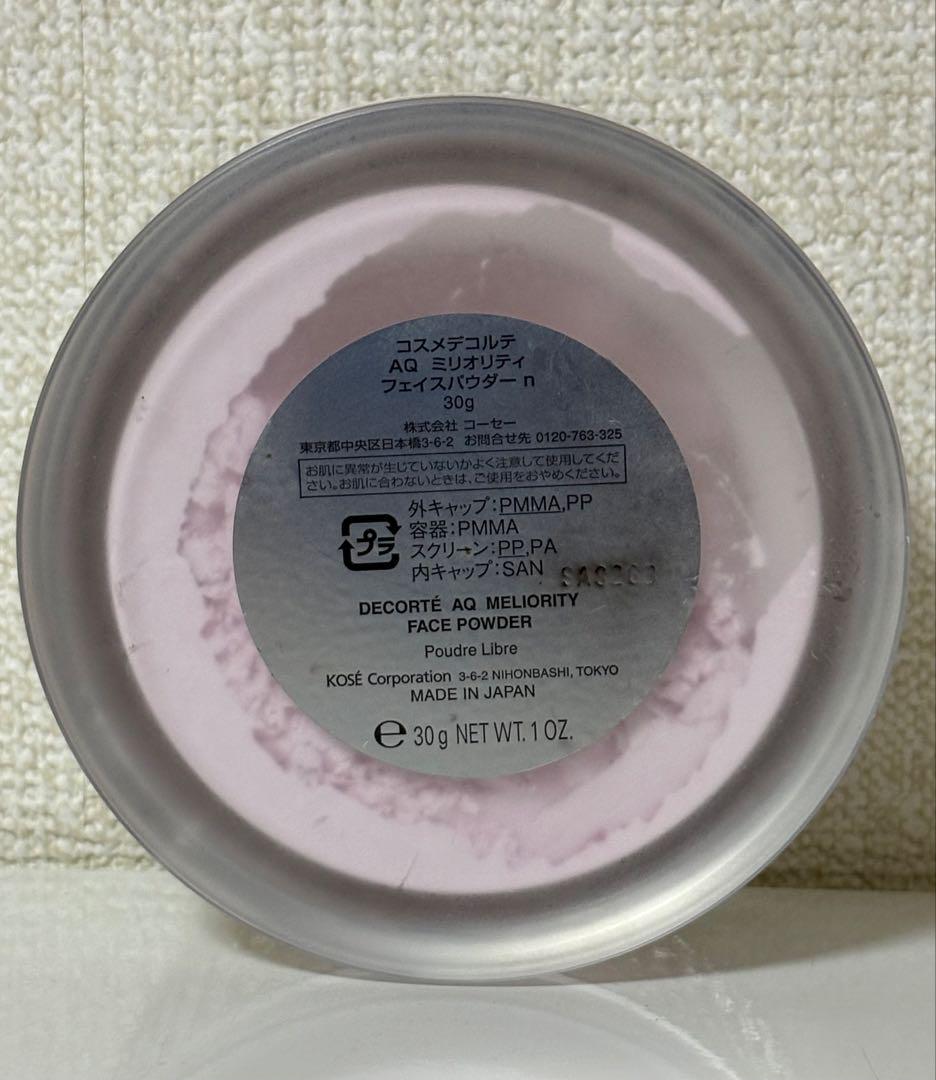 コスメデコルテ
AQ ミリオリティ
フェイスパウダー n
30g
株式会社 コーセー
東京都中央区日本橋3-6-2 お問合せ先 0120-763-325
お肌に異常が生じていないかよく注意して使用してくだ
さい。お肌に合わないときは、ご使用をおやめください。
外キャップ:PMMA,PP
プラ 容器:PMMA
スクリーン:PP,PA
内キャップ:SAN
DECORTÉ AQ MELIORITY
FACE POWDER
Poudre Libre
KOSÉ Corporation 3-6-2 NIHONBASHI, TOKYO
MADE IN JAPAN
℮ 30g NET WT. 1 OZ.